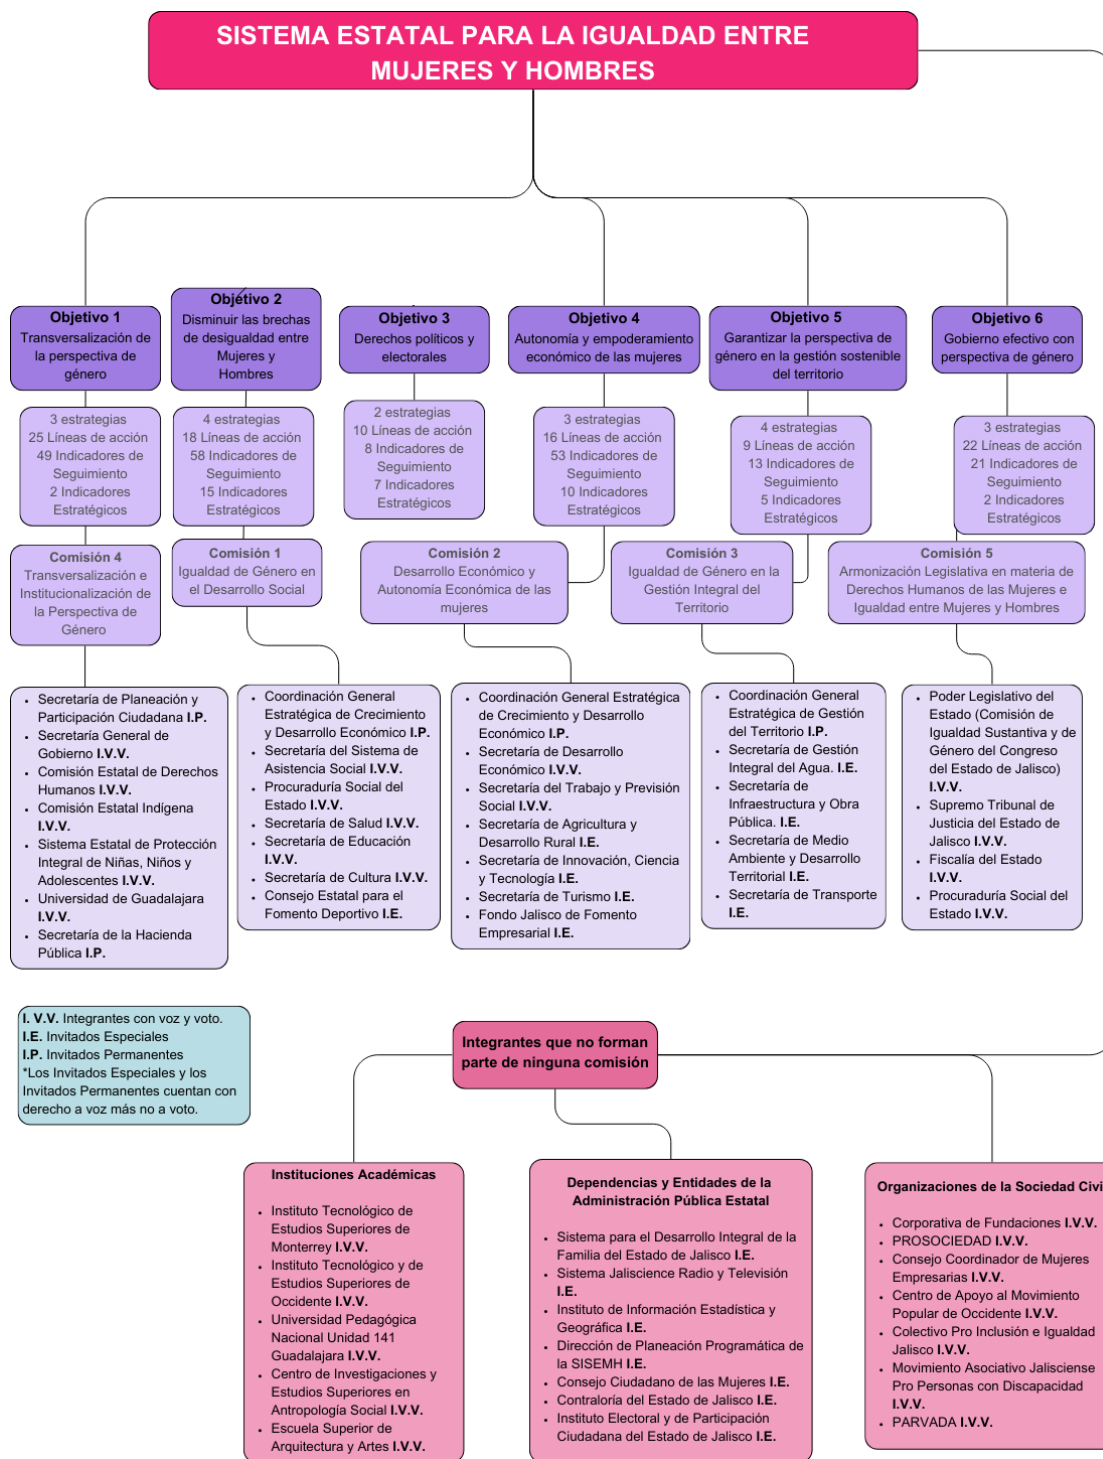 SISTEMA ESTATAL PARA LA IGUALDAD ENTRE
MUJERES Y HOMBRES
Objetivo 1
Transversalización de
la perspectiva de
género
Objetivo 2
Disminuir las brechas
de desigualdad entre
Mujeres y
Hombres
Objetivo 3
Derechos políticos y
electorales
Objetivo 4
Autonomía y empoderamiento
económico de las mujeres
Objetivo 5
Garantizar la perspectiva de
género en la gestión sostenible
del territorio
Objetivo 6
Gobierno efectivo con
perspectiva de género
3 estrategias
25 Líneas de acción
49 Indicadores de
Seguimiento
2 Indicadores
Estratégicos
4 estrategias
18 Líneas de acción
58 Indicadores de
Seguimiento
15 Indicadores
Estratégicos
2 estrategias
10 Líneas de acción
8 Indicadores de
Seguimiento
7 Indicadores
Estratégicos
3 estrategias
16 Líneas de acción
53 Indicadores de
Seguimiento
10 Indicadores
Estratégicos
4 estrategias
9 Líneas de acción
13 Indicadores de
Seguimiento
5 Indicadores
Estratégicos
3 estrategias
22 Líneas de acción
21 Indicadores de
Seguimiento
2 Indicadores
Estratégicos
Comisión 4
Transversalización e
Institucionalización de
la Perspectiva de
Género
Comisión 1
Igualdad de Género en
el Desarrollo Social
Comisión 2
Desarrollo Económico y
Autonomía Económica de las
mujeres
Comisión 3
Igualdad de Género en la
Gestión Integral del
Territorio
Comisión 5
Armonización Legislativa en materia de
Derechos Humanos de las Mujeres e
Igualdad entre Mujeres y Hombres
• Secretaría de Planeación y
Participación Ciudadana I.P.
• Secretaría General de
Gobierno I.V.V.
• Comisión Estatal de Derechos
Humanos I.V.V.
• Comisión Estatal Indígena
I.V.V.
• Sistema Estatal de Protección
Integral de Niñas, Niños y
Adolescentes I.V.V.
• Universidad de Guadalajara
I.V.V.
• Secretaría de la Hacienda
Pública I.P.
• Coordinación General
Estratégica de Crecimiento
y Desarrollo Económico I.P.
• Secretaría del Sistema de
Asistencia Social I.V.V.
• Procuraduría Social del
Estado I.V.V.
• Secretaría de Salud I.V.V.
• Secretaría de Educación
I.V.V.
• Secretaría de Cultura I.V.V.
• Consejo Estatal para el
Fomento Deportivo I.E.
• Coordinación General Estratégica
de Crecimiento y Desarrollo
Económico I.P.
• Secretaría de Desarrollo
Económico I.V.V.
• Secretaría del Trabajo y Previsión
Social I.V.V.
• Secretaría de Agricultura y
Desarrollo Rural I.E.
• Secretaría de Innovación, Ciencia
y Tecnología I.E.
• Secretaría de Turismo I.E.
• Fondo Jalisco de Fomento
Empresarial I.E.
• Coordinación General
Estratégica de Gestión
del Territorio I.P.
• Secretaría de Gestión
Integral del Agua. I.E.
• Secretaría de
Infraestructura y Obra
Pública. I.E.
• Secretaría de Medio
Ambiente y Desarrollo
Territorial I.E.
• Secretaría de Transporte
I.E.
• Poder Legislativo del
Estado (Comisión de
Igualdad Sustantiva y de
Género del Congreso
del Estado de Jalisco)
I.V.V.
• Supremo Tribunal de
Justicia del Estado de
Jalisco I.V.V.
• Fiscalía del Estado
I.V.V.
• Procuraduría Social del
Estado I.V.V.
I. V.V. Integrantes con voz y voto.
I.E. Invitados Especiales
I.P. Invitados Permanentes
*Los Invitados Especiales y los
Invitados Permanentes cuentan con
derecho a voz más no a voto.
Integrantes que no forman
parte de ninguna comisión
Instituciones Académicas
• Instituto Tecnológico de
Estudios Superiores de
Monterrey I.V.V.
• Instituto Tecnológico y de
Estudios Superiores de
Occidente I.V.V.
• Universidad Pedagógica
Nacional Unidad 141
Guadalajara I.V.V.
• Centro de Investigaciones y
Estudios Superiores en
Antropología Social I.V.V.
• Escuela Superior de
Arquitectura y Artes I.V.V.
Dependencias y Entidades de la
Administración Pública Estatal
• Sistema para el Desarrollo Integral de la
Familia del Estado de Jalisco I.E.
• Sistema Jaliscience Radio y Televisión
I.E.
• Instituto de Información Estadística y
Geográfica I.E.
• Dirección de Planeación Programática de
la SISEMH I.E.
• Consejo Ciudadano de las Mujeres I.E.
• Contraloría del Estado de Jalisco I.E.
• Instituto Electoral y de Participación
Ciudadana del Estado de Jalisco I.E.
Organizaciones de la Sociedad Civi
• Corporativa de Fundaciones I.V.V.
• PROSOCIEDAD I.V.V.
• Consejo Coordinador de Mujeres
Empresarias I.V.V.
• Centro de Apoyo al Movimiento
Popular de Occidente I.V.V.
• Colectivo Pro Inclusión e Igualdad
Jalisco I.V.V.
• Movimiento Asociativo Jalisciense
Pro Personas con Discapacidad
I.V.V.
• PARVADA I.V.V.